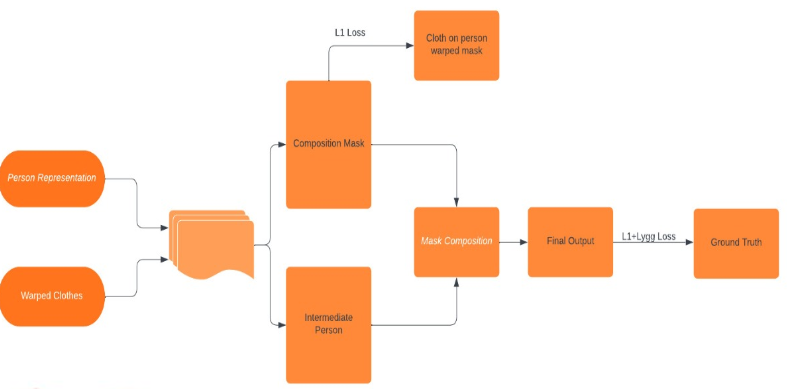 L1 Loss
Cloth on person
warped mask
Composition Mask
Person Representation
Mask Composition
Final Output
L1+Lygg Loss
Ground Truth
Warped Clothes
Intermediate
Person